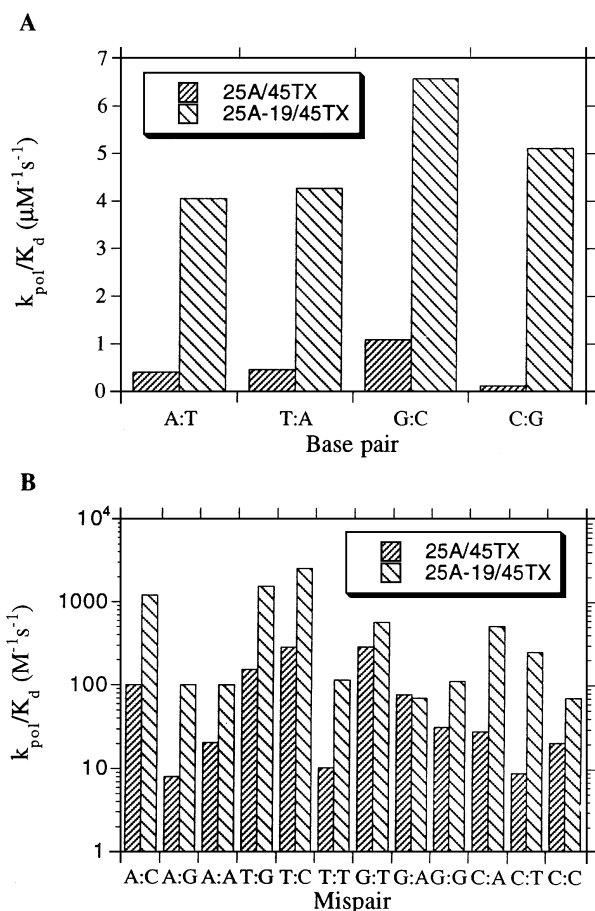 A
7
6
5
4
3
2
1
0
k_pol/K_d (μM⁻¹s⁻¹)
25A/45TX
25A-19/45TX
A:T T:A G:C C:G
Base pair
B
10⁴
1000
100
10
1
k_pol/K_d (M⁻¹s⁻¹)
25A/45TX
25A-19/45TX
A:C A:G A:A T:G T:C T:T G:T G:A G:G C:A C:T C:C
Mispair